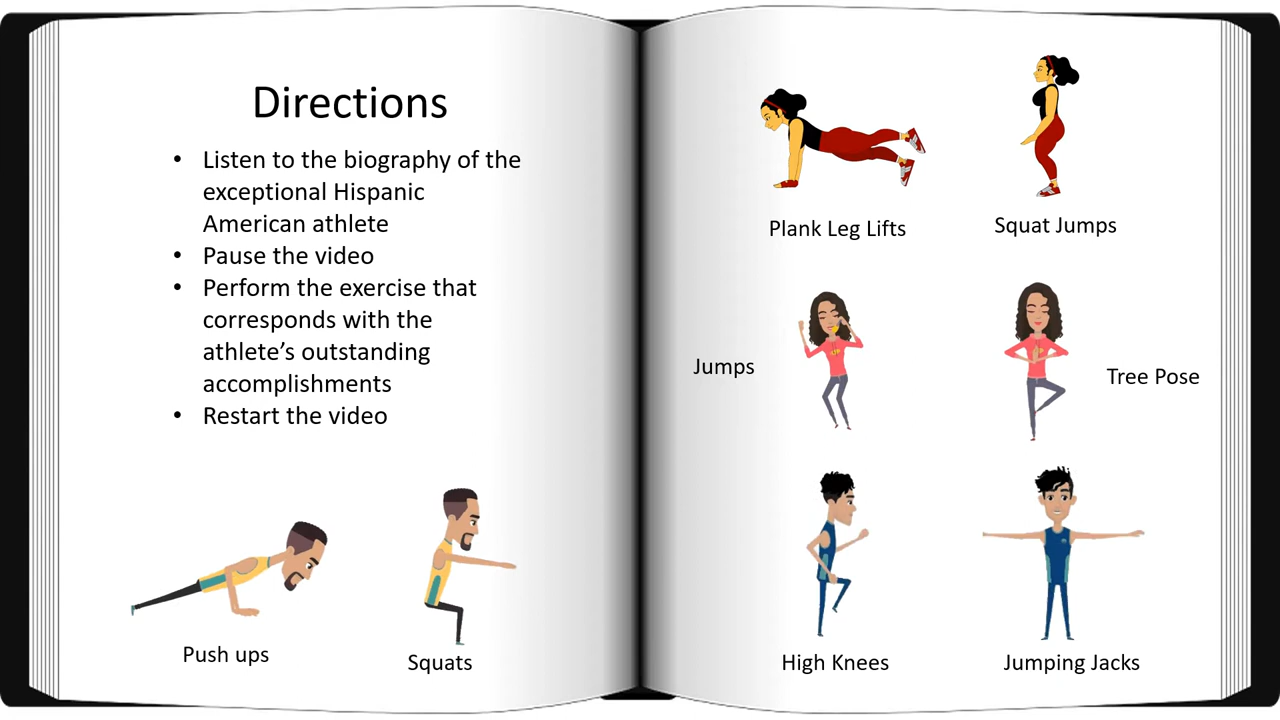 Directions
• Listen to the biography of the
exceptional Hispanic
American athlete
• Pause the video
• Perform the exercise that
corresponds with the
athlete’s outstanding
accomplishments
• Restart the video
Push ups
Squats
Plank Leg Lifts
Squat Jumps
Jumps
Tree Pose
High Knees
Jumping Jacks